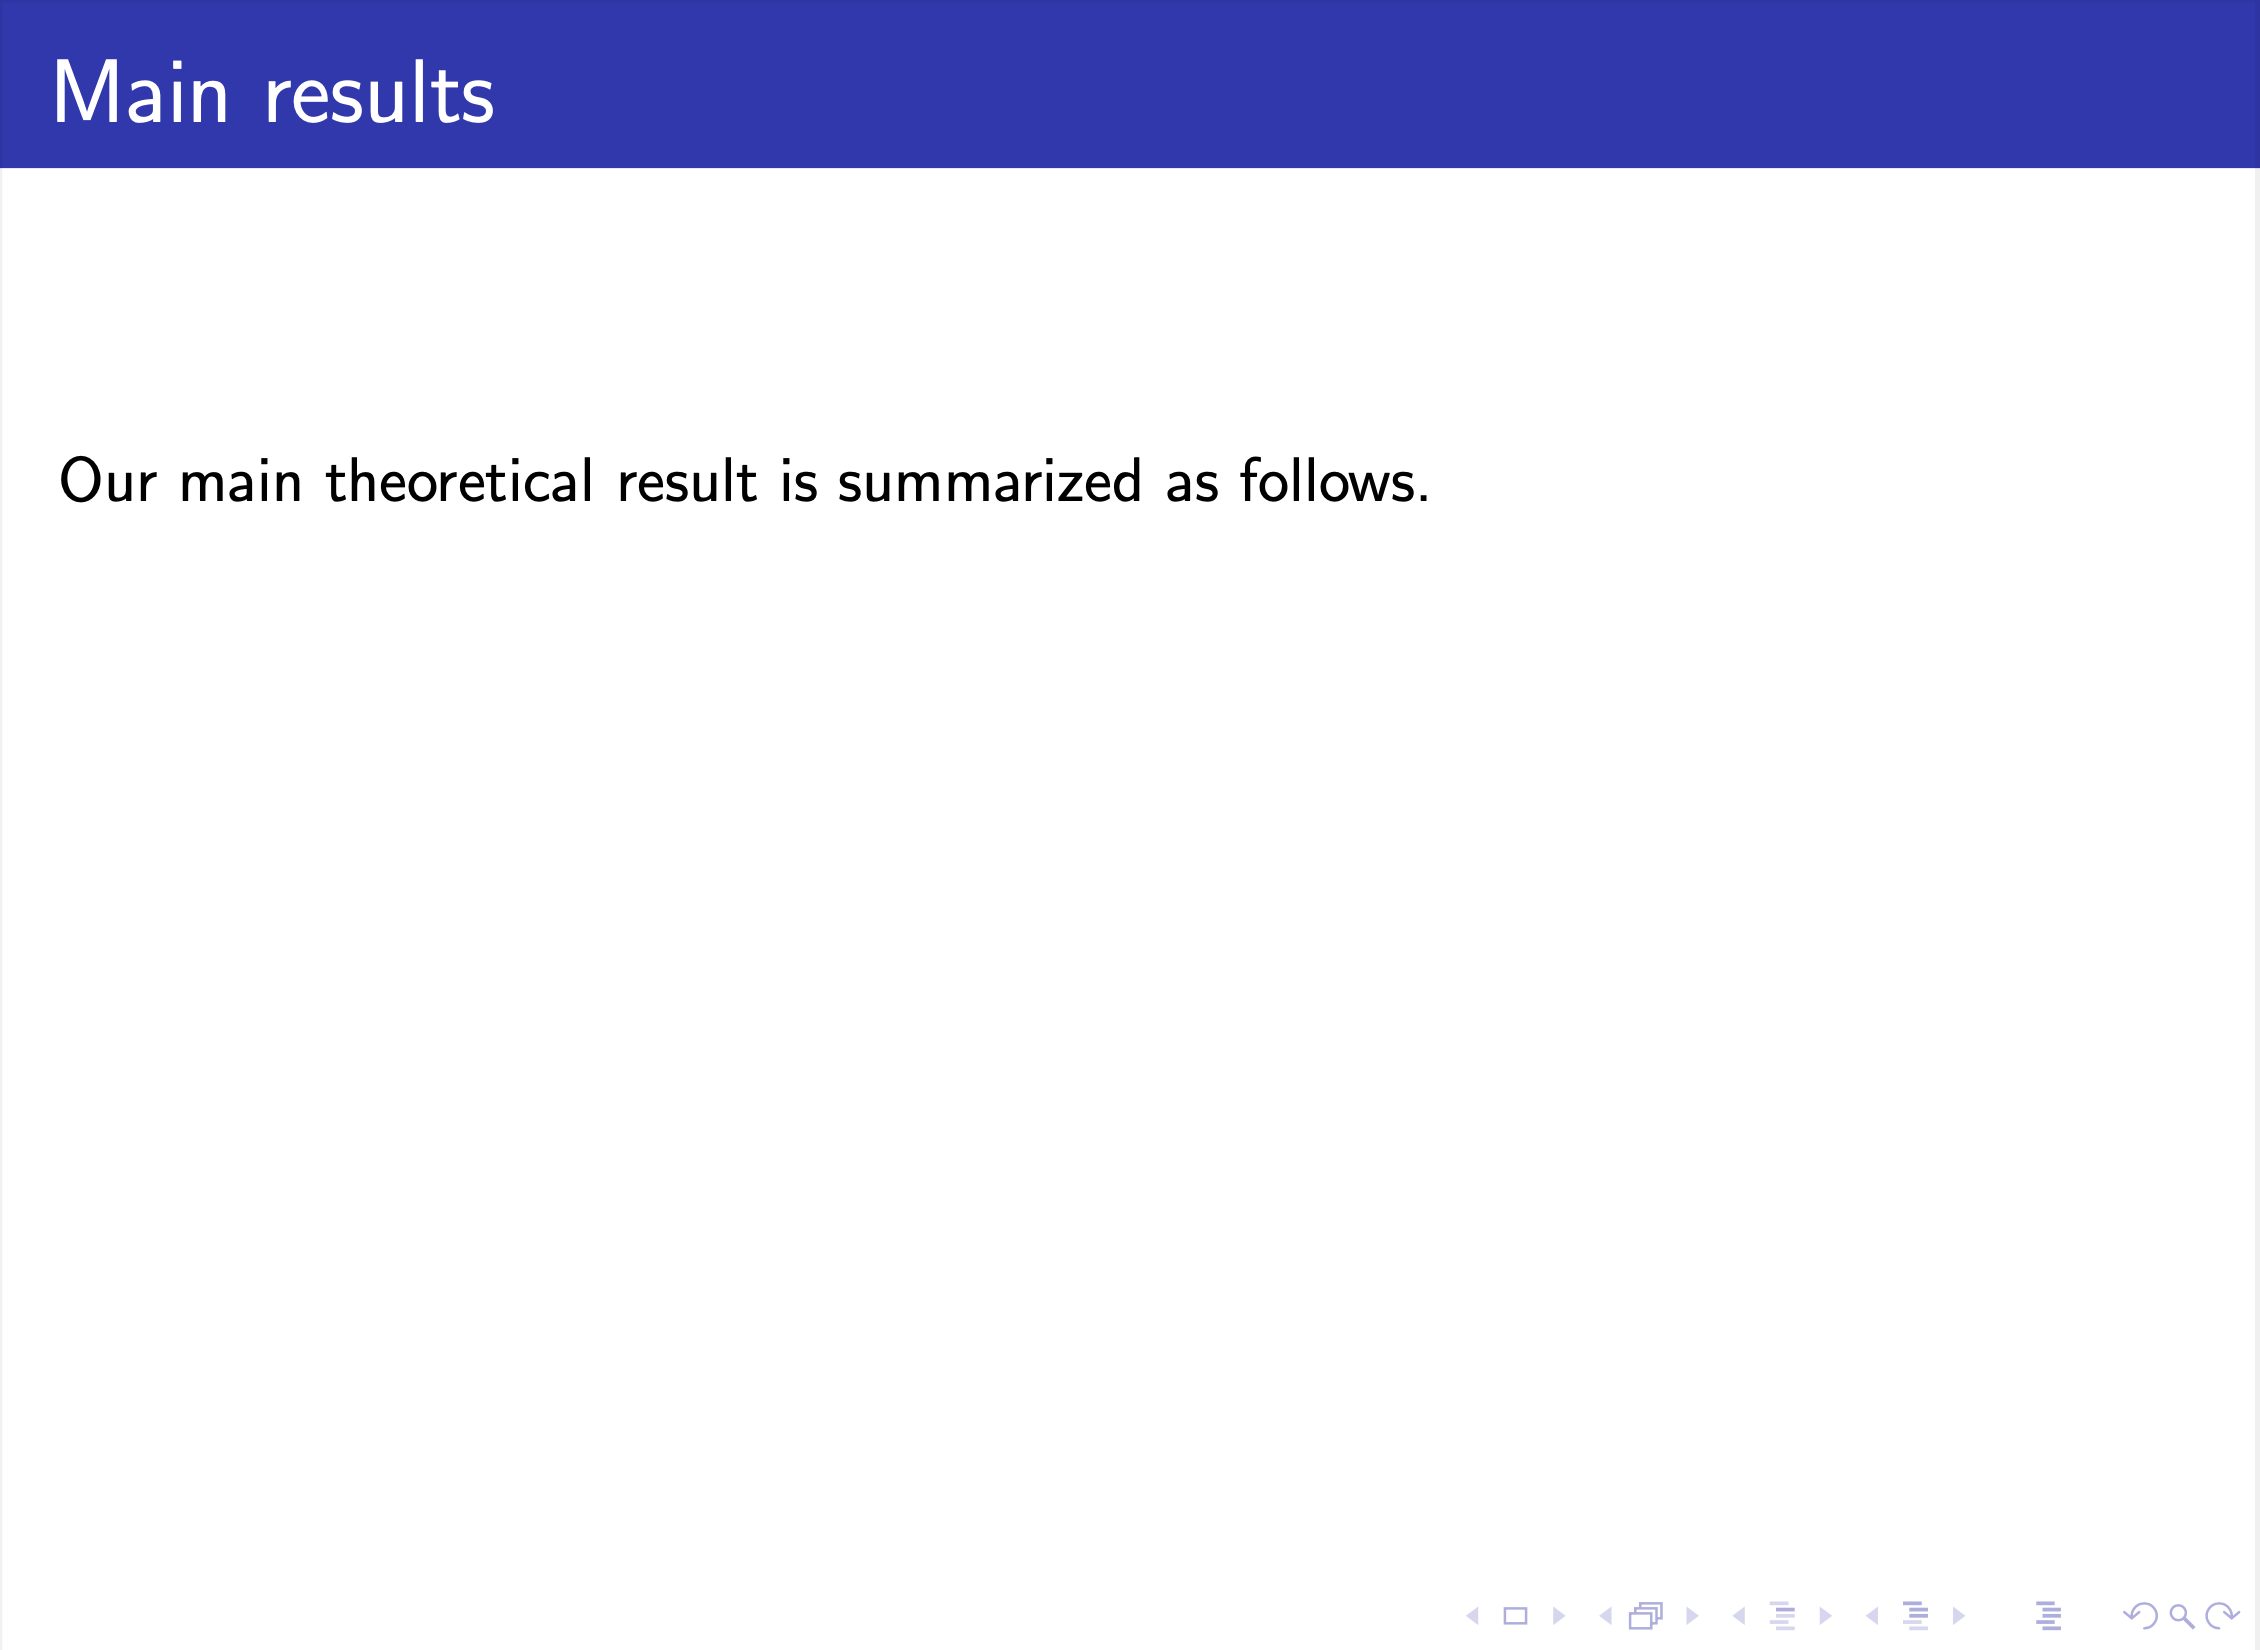 Main results
Our main theoretical result is summarized as follows.